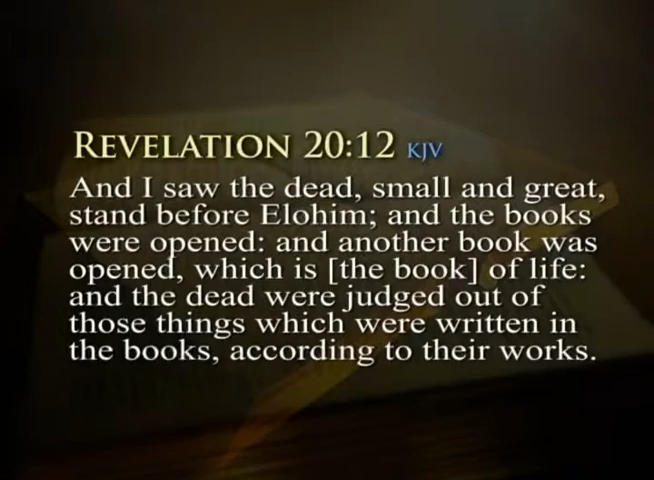 REVELATION 20:12 KJV
And I saw the dead, small and great,
stand before Elohim; and the books
were opened: and another book was
opened, which is [the book] of life:
and the dead were judged out of
those things which were written in
the books, according to their works.